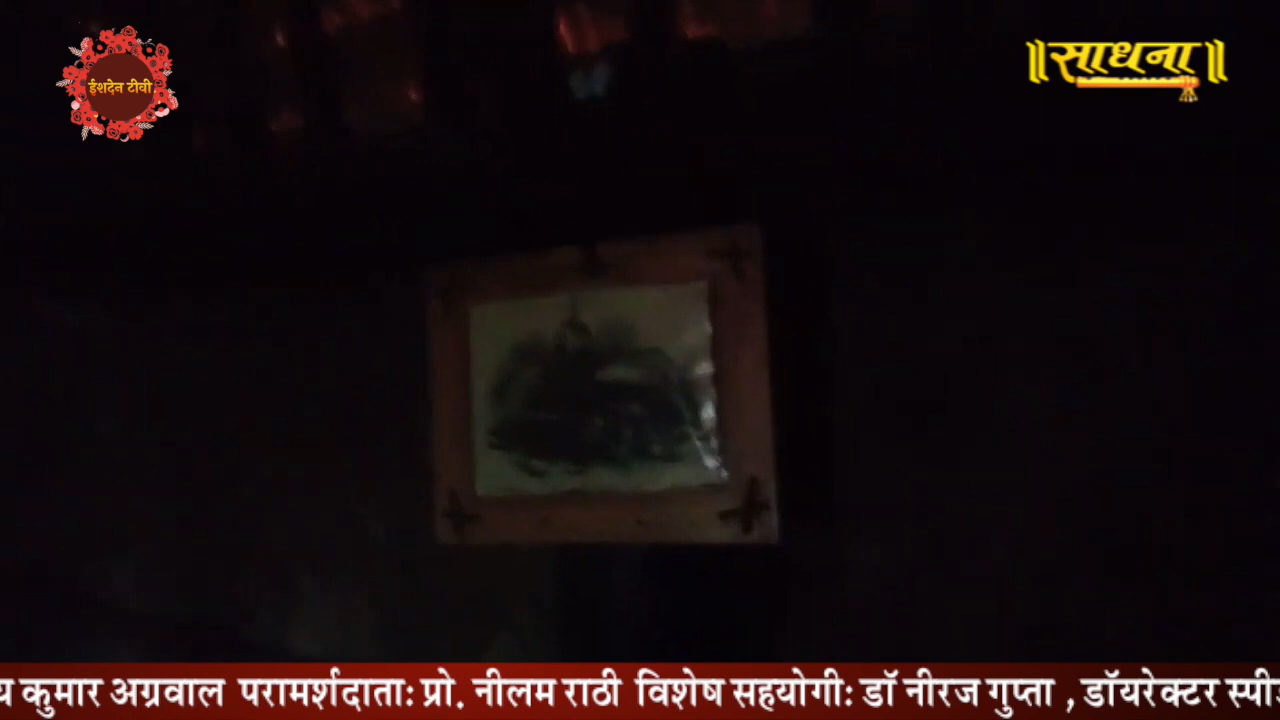 ईशदेन टीवी
॥साधना॥
कुमार अग्रवाल परामर्शदाता: प्रो. नीलम राठी विशेष सहयोगी: डॉ नीरज गुप्ता , डॉयरेक्टर